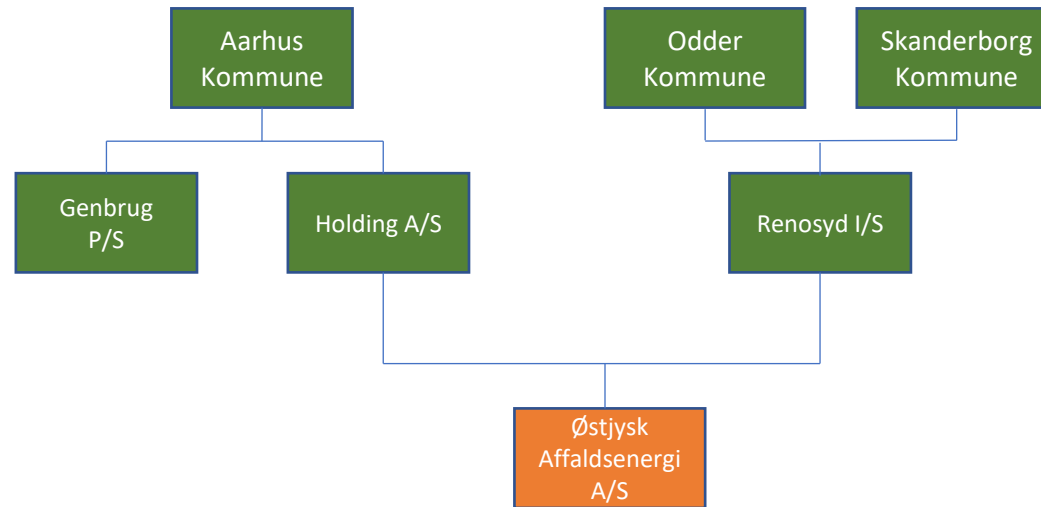 Aarhus
Kommune
Odder
Kommune
Skanderborg
Kommune
Genbrug
P/S
Holding A/S
Renosyd I/S
Østjysk
Affaldsenergi
A/S